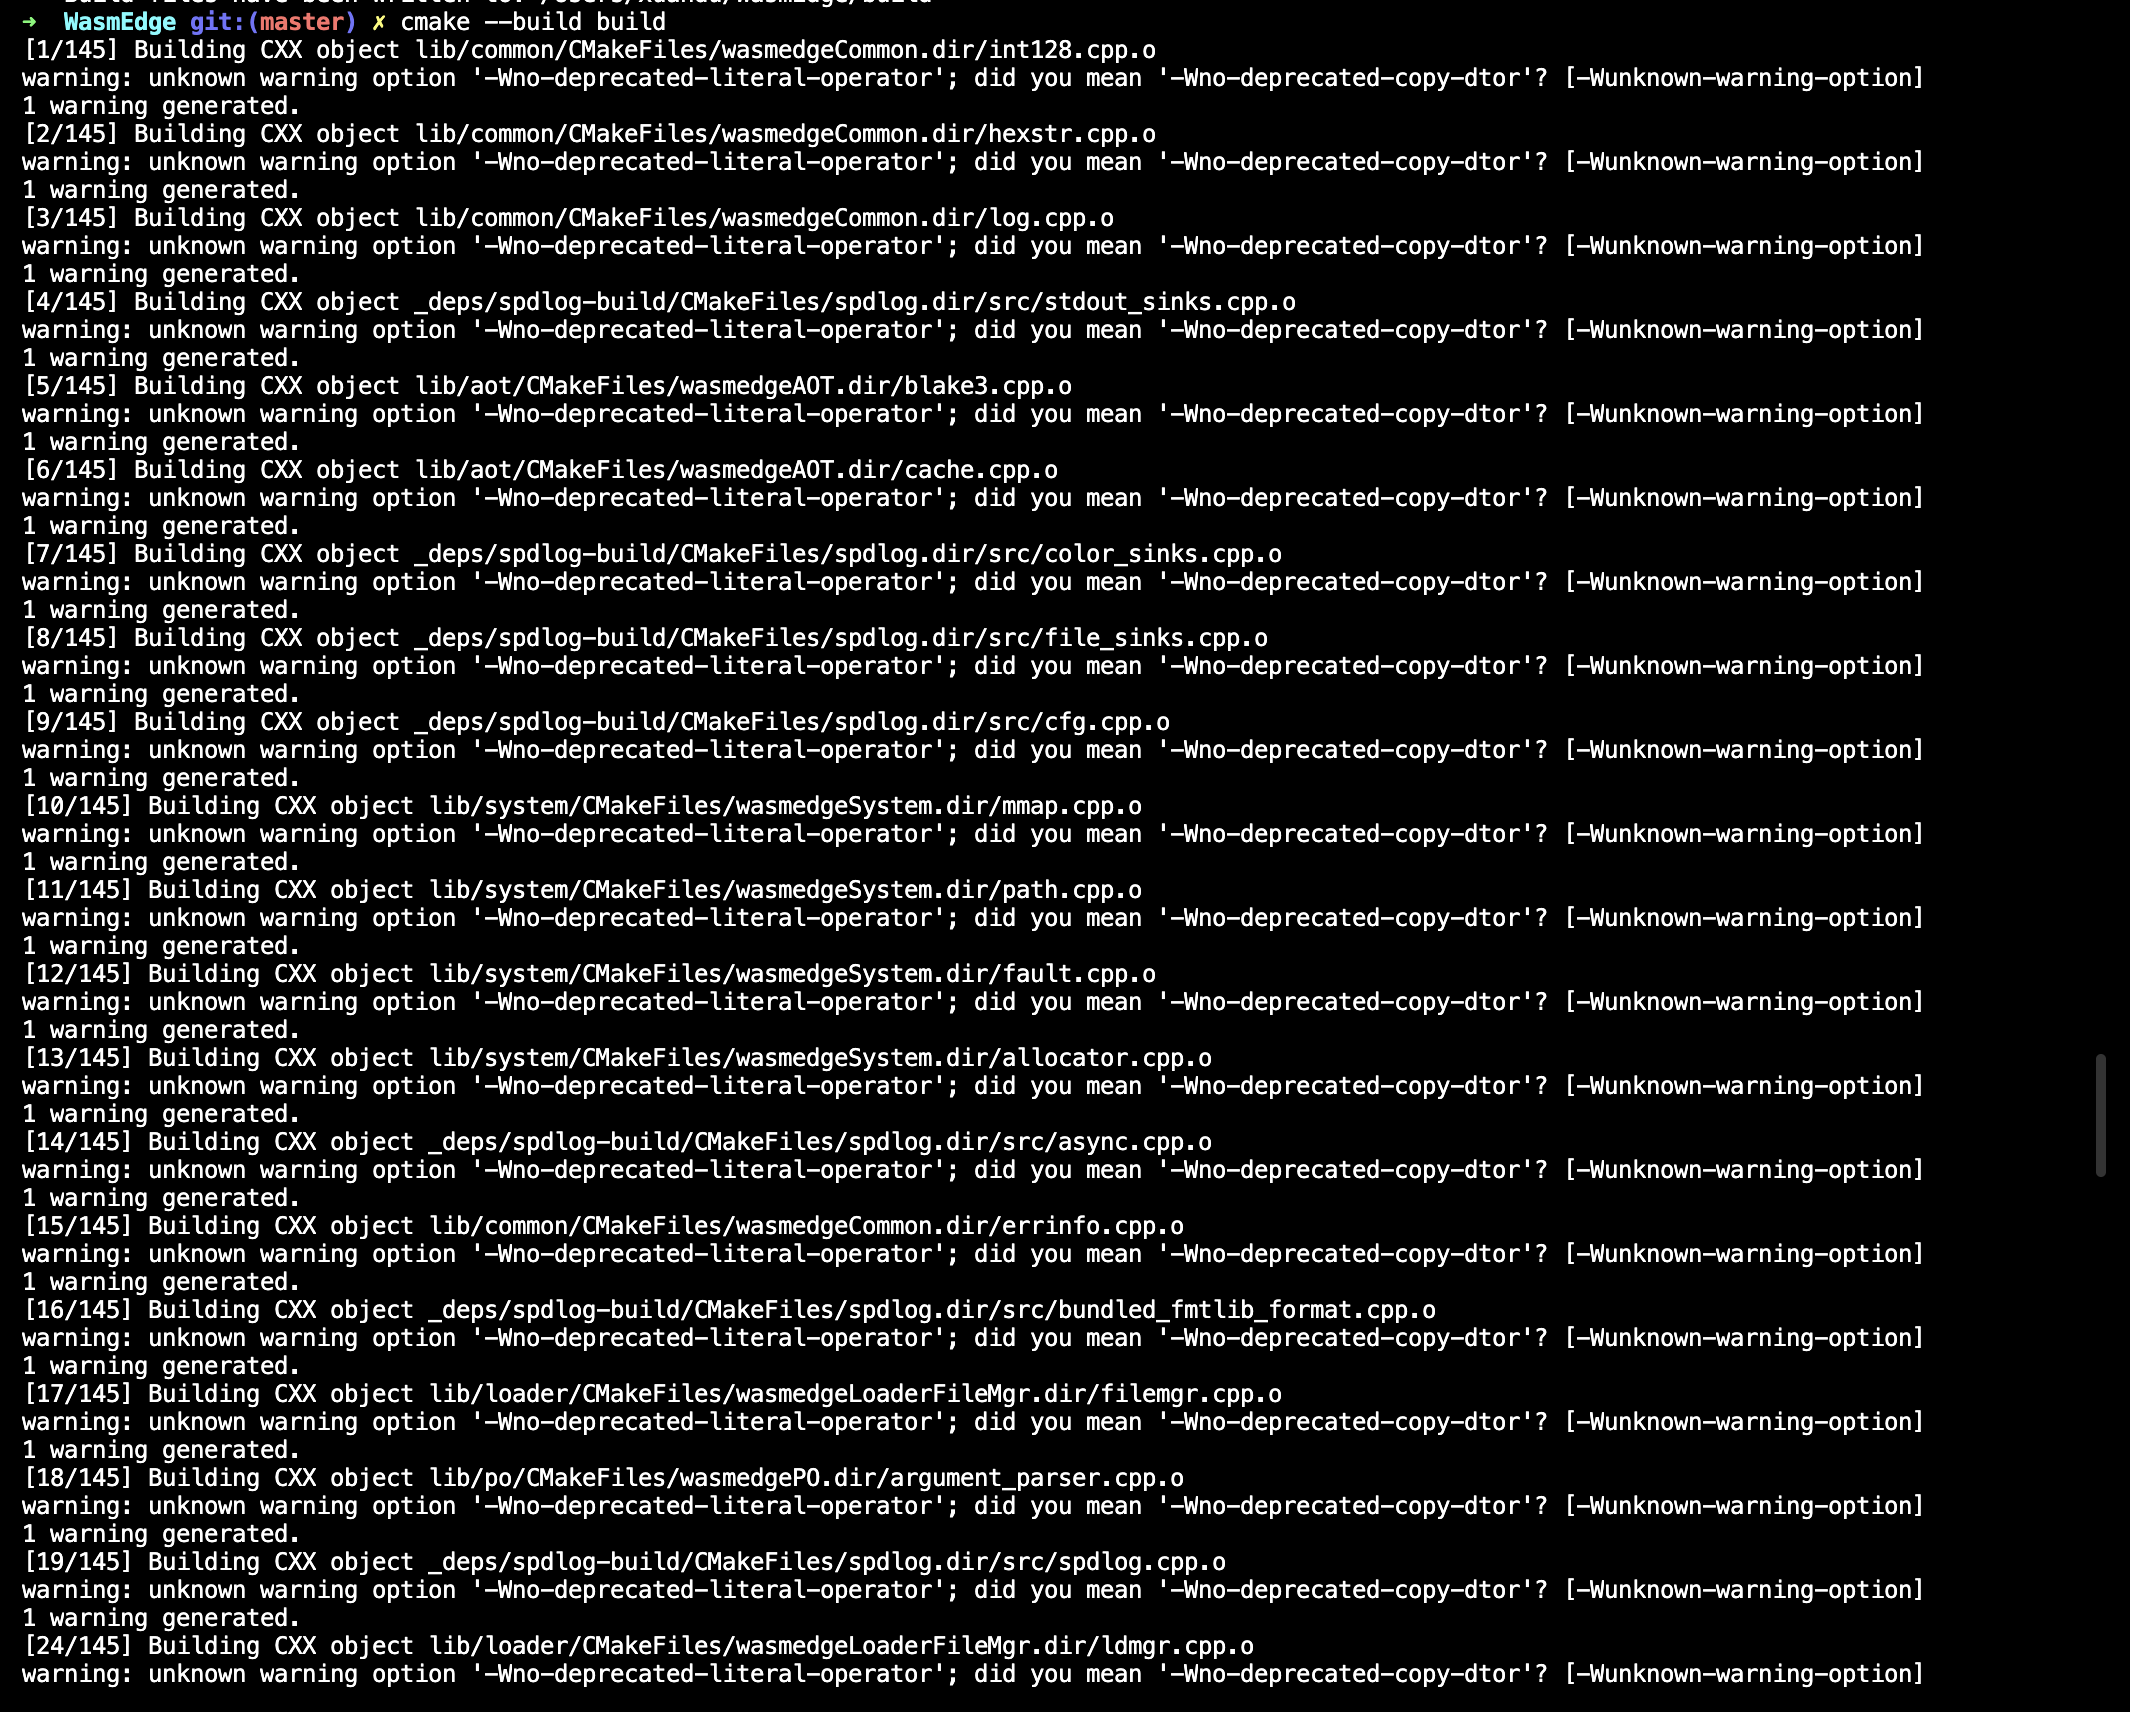 Build files have been written to: /Users/xuanda/WasmEdge/build
➜  WasmEdge git:(master) ✗ cmake --build build
[1/145] Building CXX object lib/common/CMakeFiles/wasmedgeCommon.dir/int128.cpp.o
warning: unknown warning option '-Wno-deprecated-literal-operator'; did you mean '-Wno-deprecated-copy-dtor'? [-Wunknown-warning-option]
1 warning generated.
[2/145] Building CXX object lib/common/CMakeFiles/wasmedgeCommon.dir/hexstr.cpp.o
warning: unknown warning option '-Wno-deprecated-literal-operator'; did you mean '-Wno-deprecated-copy-dtor'? [-Wunknown-warning-option]
1 warning generated.
[3/145] Building CXX object lib/common/CMakeFiles/wasmedgeCommon.dir/log.cpp.o
warning: unknown warning option '-Wno-deprecated-literal-operator'; did you mean '-Wno-deprecated-copy-dtor'? [-Wunknown-warning-option]
1 warning generated.
[4/145] Building CXX object _deps/spdlog-build/CMakeFiles/spdlog.dir/src/stdout_sinks.cpp.o
warning: unknown warning option '-Wno-deprecated-literal-operator'; did you mean '-Wno-deprecated-copy-dtor'? [-Wunknown-warning-option]
1 warning generated.
[5/145] Building CXX object lib/aot/CMakeFiles/wasmedgeAOT.dir/blake3.cpp.o
warning: unknown warning option '-Wno-deprecated-literal-operator'; did you mean '-Wno-deprecated-copy-dtor'? [-Wunknown-warning-option]
1 warning generated.
[6/145] Building CXX object lib/aot/CMakeFiles/wasmedgeAOT.dir/cache.cpp.o
warning: unknown warning option '-Wno-deprecated-literal-operator'; did you mean '-Wno-deprecated-copy-dtor'? [-Wunknown-warning-option]
1 warning generated.
[7/145] Building CXX object _deps/spdlog-build/CMakeFiles/spdlog.dir/src/color_sinks.cpp.o
warning: unknown warning option '-Wno-deprecated-literal-operator'; did you mean '-Wno-deprecated-copy-dtor'? [-Wunknown-warning-option]
1 warning generated.
[8/145] Building CXX object _deps/spdlog-build/CMakeFiles/spdlog.dir/src/file_sinks.cpp.o
warning: unknown warning option '-Wno-deprecated-literal-operator'; did you mean '-Wno-deprecated-copy-dtor'? [-Wunknown-warning-option]
1 warning generated.
[9/145] Building CXX object _deps/spdlog-build/CMakeFiles/spdlog.dir/src/cfg.cpp.o
warning: unknown warning option '-Wno-deprecated-literal-operator'; did you mean '-Wno-deprecated-copy-dtor'? [-Wunknown-warning-option]
1 warning generated.
[10/145] Building CXX object lib/system/CMakeFiles/wasmedgeSystem.dir/mmap.cpp.o
warning: unknown warning option '-Wno-deprecated-literal-operator'; did you mean '-Wno-deprecated-copy-dtor'? [-Wunknown-warning-option]
1 warning generated.
[11/145] Building CXX object lib/system/CMakeFiles/wasmedgeSystem.dir/path.cpp.o
warning: unknown warning option '-Wno-deprecated-literal-operator'; did you mean '-Wno-deprecated-copy-dtor'? [-Wunknown-warning-option]
1 warning generated.
[12/145] Building CXX object lib/system/CMakeFiles/wasmedgeSystem.dir/fault.cpp.o
warning: unknown warning option '-Wno-deprecated-literal-operator'; did you mean '-Wno-deprecated-copy-dtor'? [-Wunknown-warning-option]
1 warning generated.
[13/145] Building CXX object lib/system/CMakeFiles/wasmedgeSystem.dir/allocator.cpp.o
warning: unknown warning option '-Wno-deprecated-literal-operator'; did you mean '-Wno-deprecated-copy-dtor'? [-Wunknown-warning-option]
1 warning generated.
[14/145] Building CXX object _deps/spdlog-build/CMakeFiles/spdlog.dir/src/async.cpp.o
warning: unknown warning option '-Wno-deprecated-literal-operator'; did you mean '-Wno-deprecated-copy-dtor'? [-Wunknown-warning-option]
1 warning generated.
[15/145] Building CXX object lib/common/CMakeFiles/wasmedgeCommon.dir/errinfo.cpp.o
warning: unknown warning option '-Wno-deprecated-literal-operator'; did you mean '-Wno-deprecated-copy-dtor'? [-Wunknown-warning-option]
1 warning generated.
[16/145] Building CXX object _deps/spdlog-build/CMakeFiles/spdlog.dir/src/bundled_fmtlib_format.cpp.o
warning: unknown warning option '-Wno-deprecated-literal-operator'; did you mean '-Wno-deprecated-copy-dtor'? [-Wunknown-warning-option]
1 warning generated.
[17/145] Building CXX object lib/loader/CMakeFiles/wasmedgeLoaderFileMgr.dir/filemgr.cpp.o
warning: unknown warning option '-Wno-deprecated-literal-operator'; did you mean '-Wno-deprecated-copy-dtor'? [-Wunknown-warning-option]
1 warning generated.
[18/145] Building CXX object lib/po/CMakeFiles/wasmedgePO.dir/argument_parser.cpp.o
warning: unknown warning option '-Wno-deprecated-literal-operator'; did you mean '-Wno-deprecated-copy-dtor'? [-Wunknown-warning-option]
1 warning generated.
[19/145] Building CXX object _deps/spdlog-build/CMakeFiles/spdlog.dir/src/spdlog.cpp.o
warning: unknown warning option '-Wno-deprecated-literal-operator'; did you mean '-Wno-deprecated-copy-dtor'? [-Wunknown-warning-option]
1 warning generated.
[24/145] Building CXX object lib/loader/CMakeFiles/wasmedgeLoaderFileMgr.dir/ldmgr.cpp.o
warning: unknown warning option '-Wno-deprecated-literal-operator'; did you mean '-Wno-deprecated-copy-dtor'? [-Wunknown-warning-option]